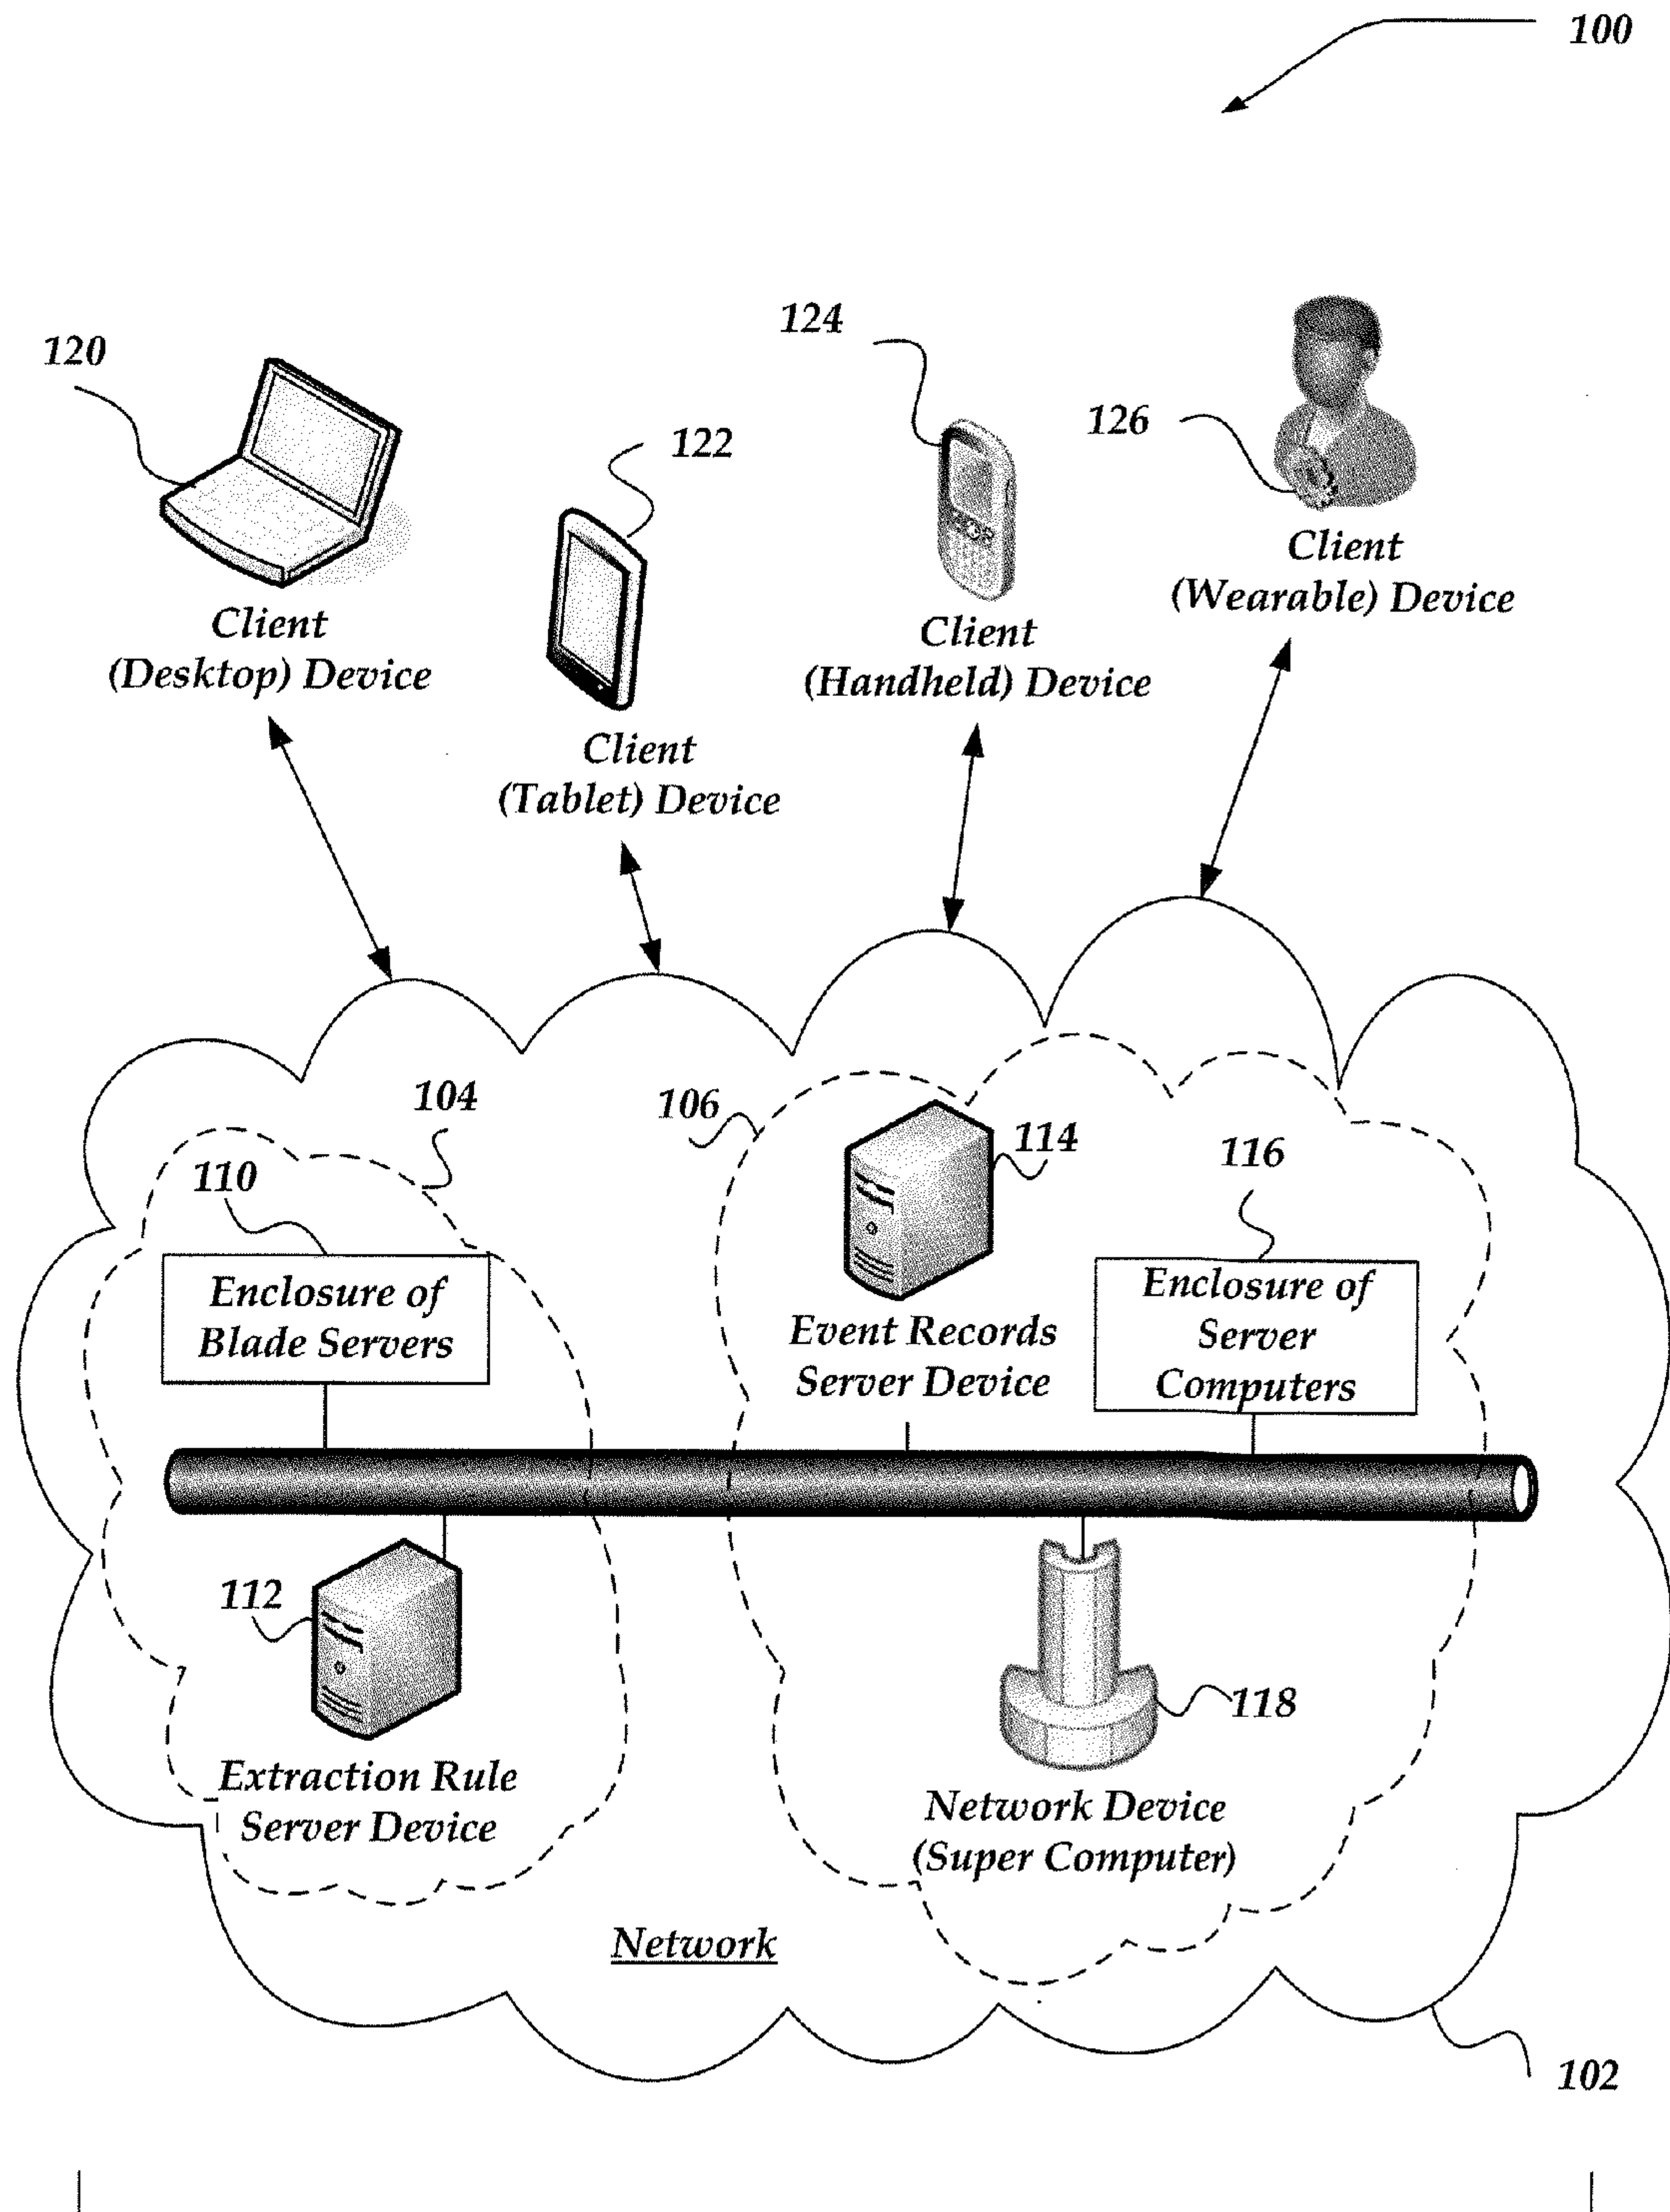 100
120
124
126
122
Client
(Desktop) Device
Client
(Tablet) Device
Client
(Handheld) Device
Client
(Wearable) Device
104
106
110
114
116
Enclosure of
Blade Servers
Event Records
Server Device
Enclosure of
Server
Computers
112
118
Extraction Rule
Server Device
Network Device
(Super Computer)
Network
102